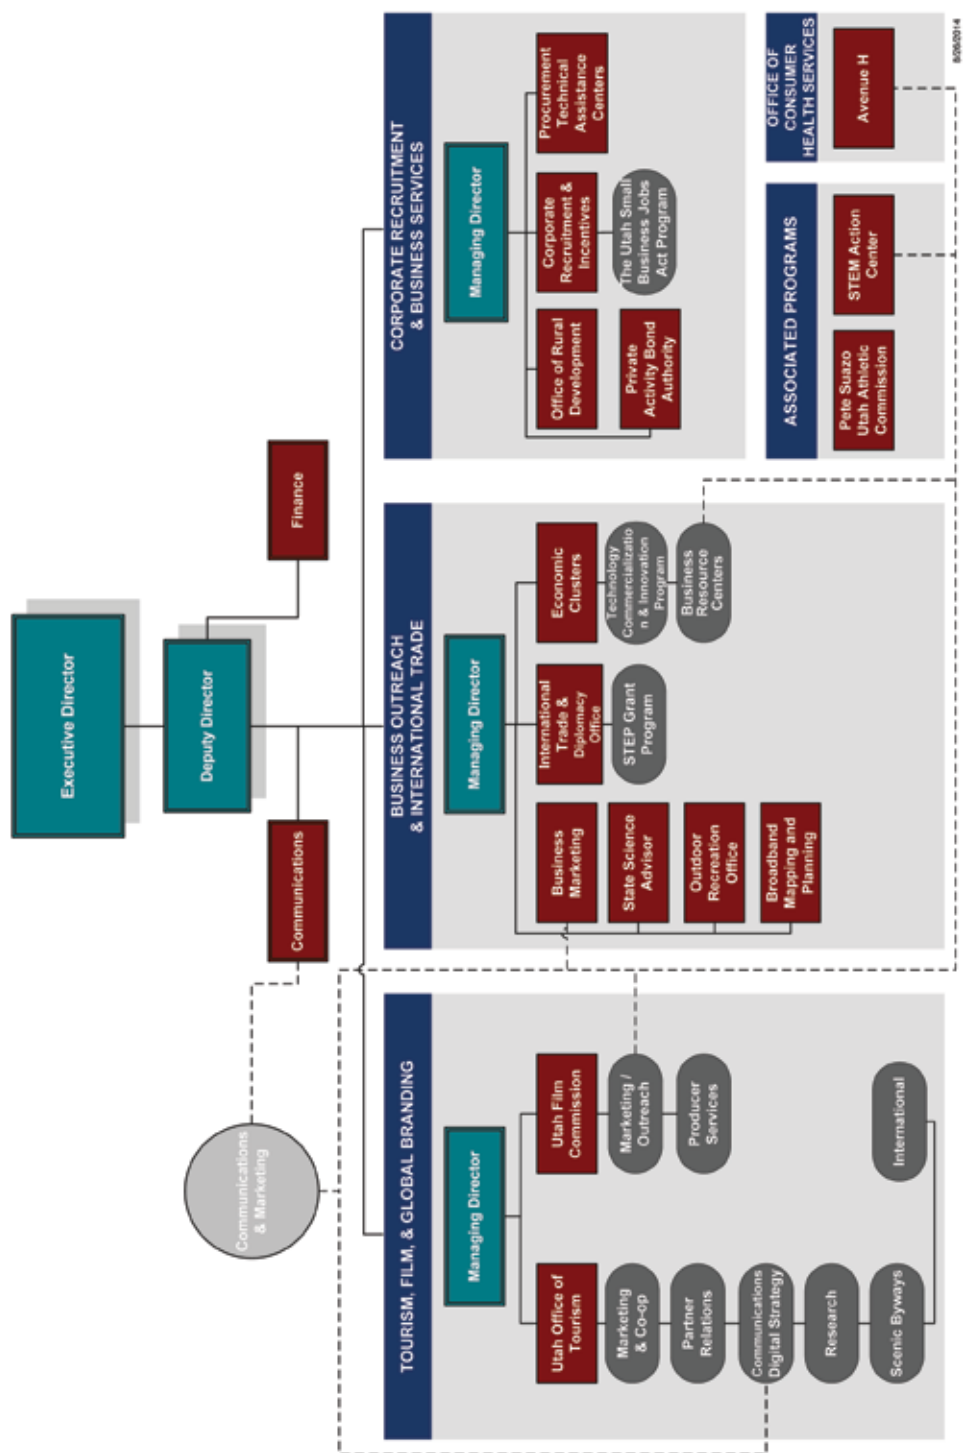 Executive Director
Deputy Director
Finance
Communications
Communications
& Marketing
TOURISM, FILM, & GLOBAL BRANDING
Managing Director
Utah Office of
Tourism
Marketing
& Co-op
Partner
Relations
Communications
Digital Strategy
Research
Scenic Byways
International
Utah Film
Commission
Marketing /
Outreach
Producer
Services
BUSINESS OUTREACH
& INTERNATIONAL TRADE
Managing Director
Business
Marketing
State Science
Advisor
Outdoor
Recreation
Office
Broadband
Mapping and
Planning
International
Trade &
Diplomacy
Office
STEP Grant
Program
Economic
Clusters
Technology
Commercializatio
n & Innovation
Program
Business
Resource
Centers
CORPORATE RECRUITMENT
& BUSINESS SERVICES
Managing Director
Office of Rural
Development
Private
Activity Bond
Authority
Corporate
Recruitment &
Incentives
The Utah Small
Business Jobs
Act Program
Procurement
Technical
Assistance
Centers
ASSOCIATED PROGRAMS
Pete Suazo
Utah Athletic
Commission
STEM Action
Center
OFFICE OF
CONSUMER
HEALTH SERVICES
Avenue H